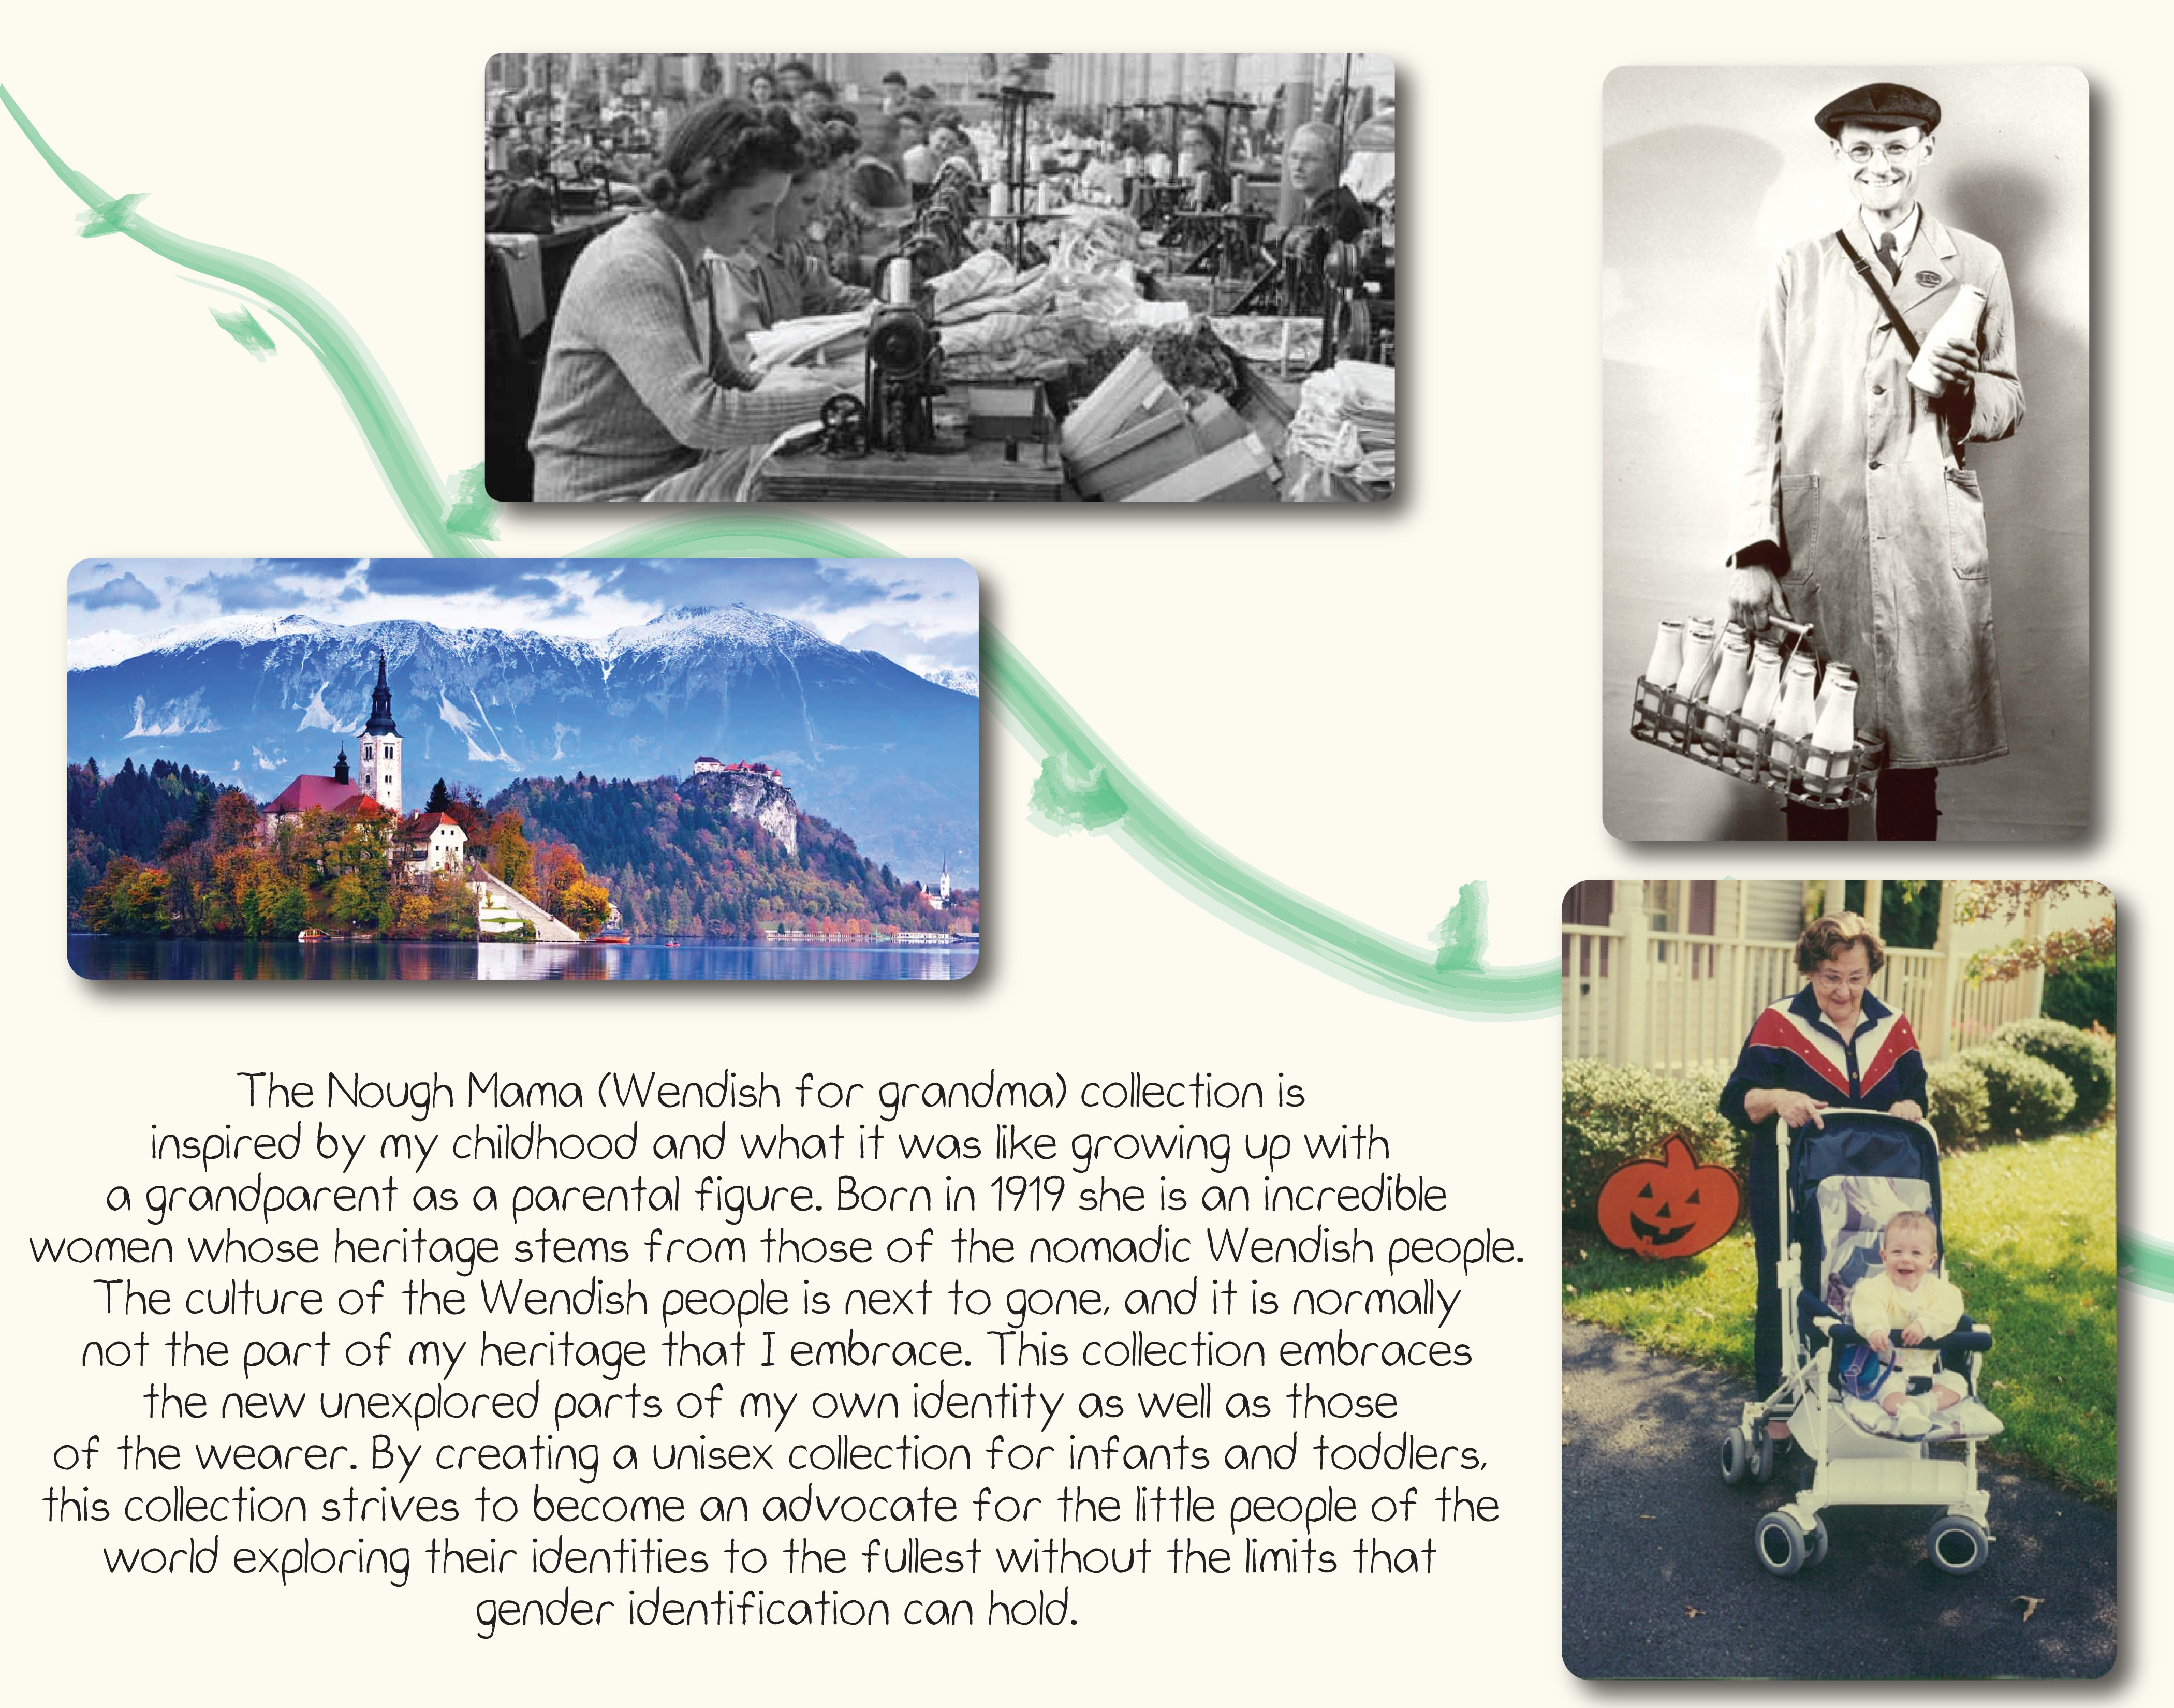 The Nough Mama (Wendish for grandma) collection is
inspired by my childhood and what it was like growing up with
a grandparent as a parental figure. Born in 1919 she is an incredible
women whose heritage stems from those of the nomadic Wendish people.
The culture of the Wendish people is next to gone, and it is normally
not the part of my heritage that I embrace. This collection embraces
the new unexplored parts of my own identity as well as those
of the wearer. By creating a unisex collection for infants and toddlers,
this collection strives to become an advocate for the little people of the
world exploring their identities to the fullest without the limits that
gender identification can hold.